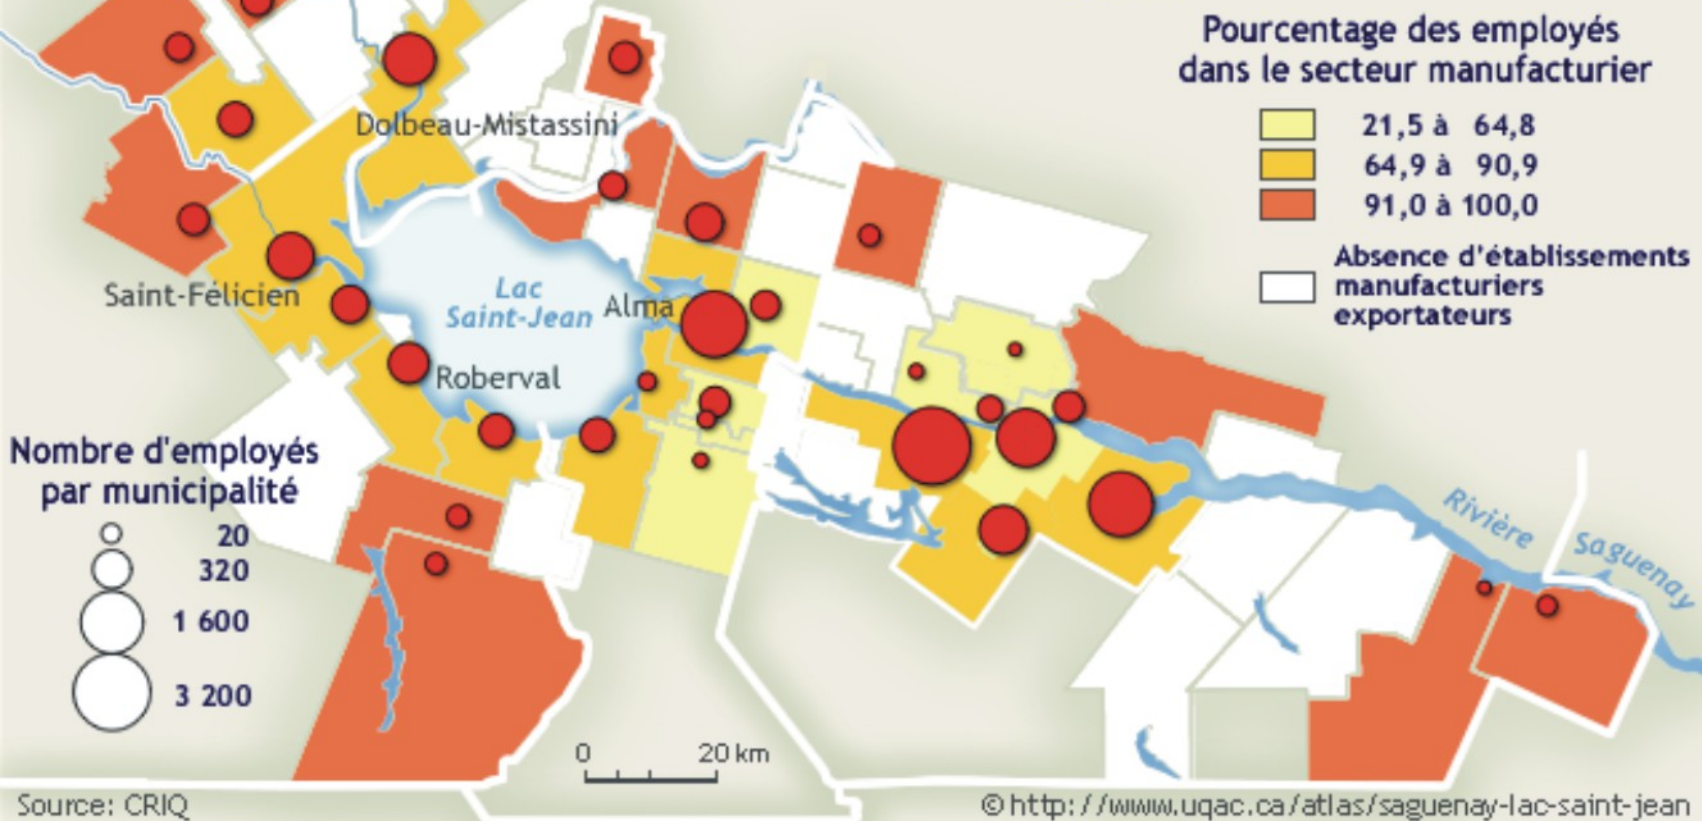 Pourcentage des employés
dans le secteur manufacturier
21,5 à 64,8
64,9 à 90,9
91,0 à 100,0
Absence d'établissements
manufacturiers
exportateurs
Dolbeau-Mistassini
Saint-Félicien
Lac
Saint-Jean
Alma
Roberval
Nombre d'employés
par municipalité
20
320
1 600
3 200
Rivière
Saguenay
0 20 km
Source: CRIQ
© http://www.uqac.ca/atlas/saguenay-lac-saint-jean